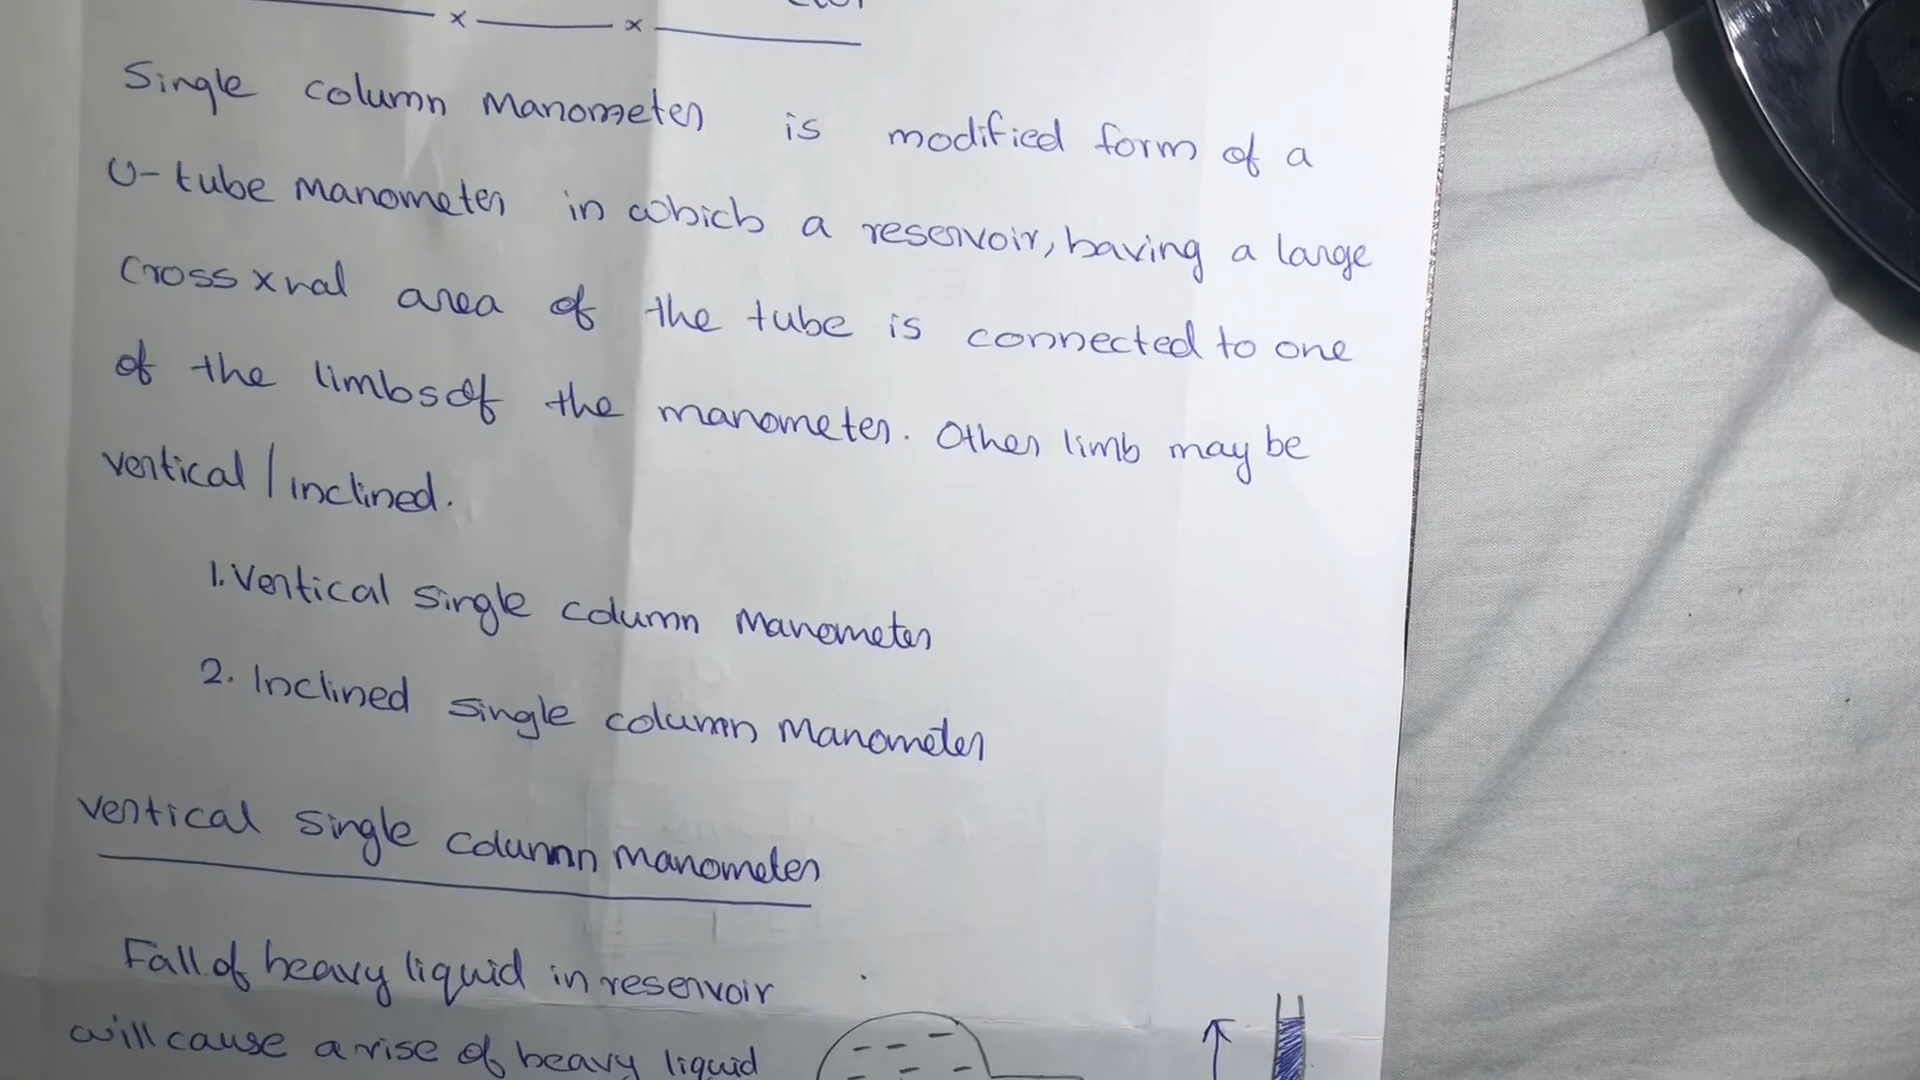 Single column Manometer is modified form of a
U-tube Manometer in which a reservoir, having a large
Cross xnal area of the tube is connected to one
of the limbs of the manometer. Other limb may be
vertical / inclined.
1. Vertical Single column Manometer
2. Inclined single column Manometer
vertical single column manometer
Fall of heavy liquid in reservoir
will cause a rise of heavy liquid